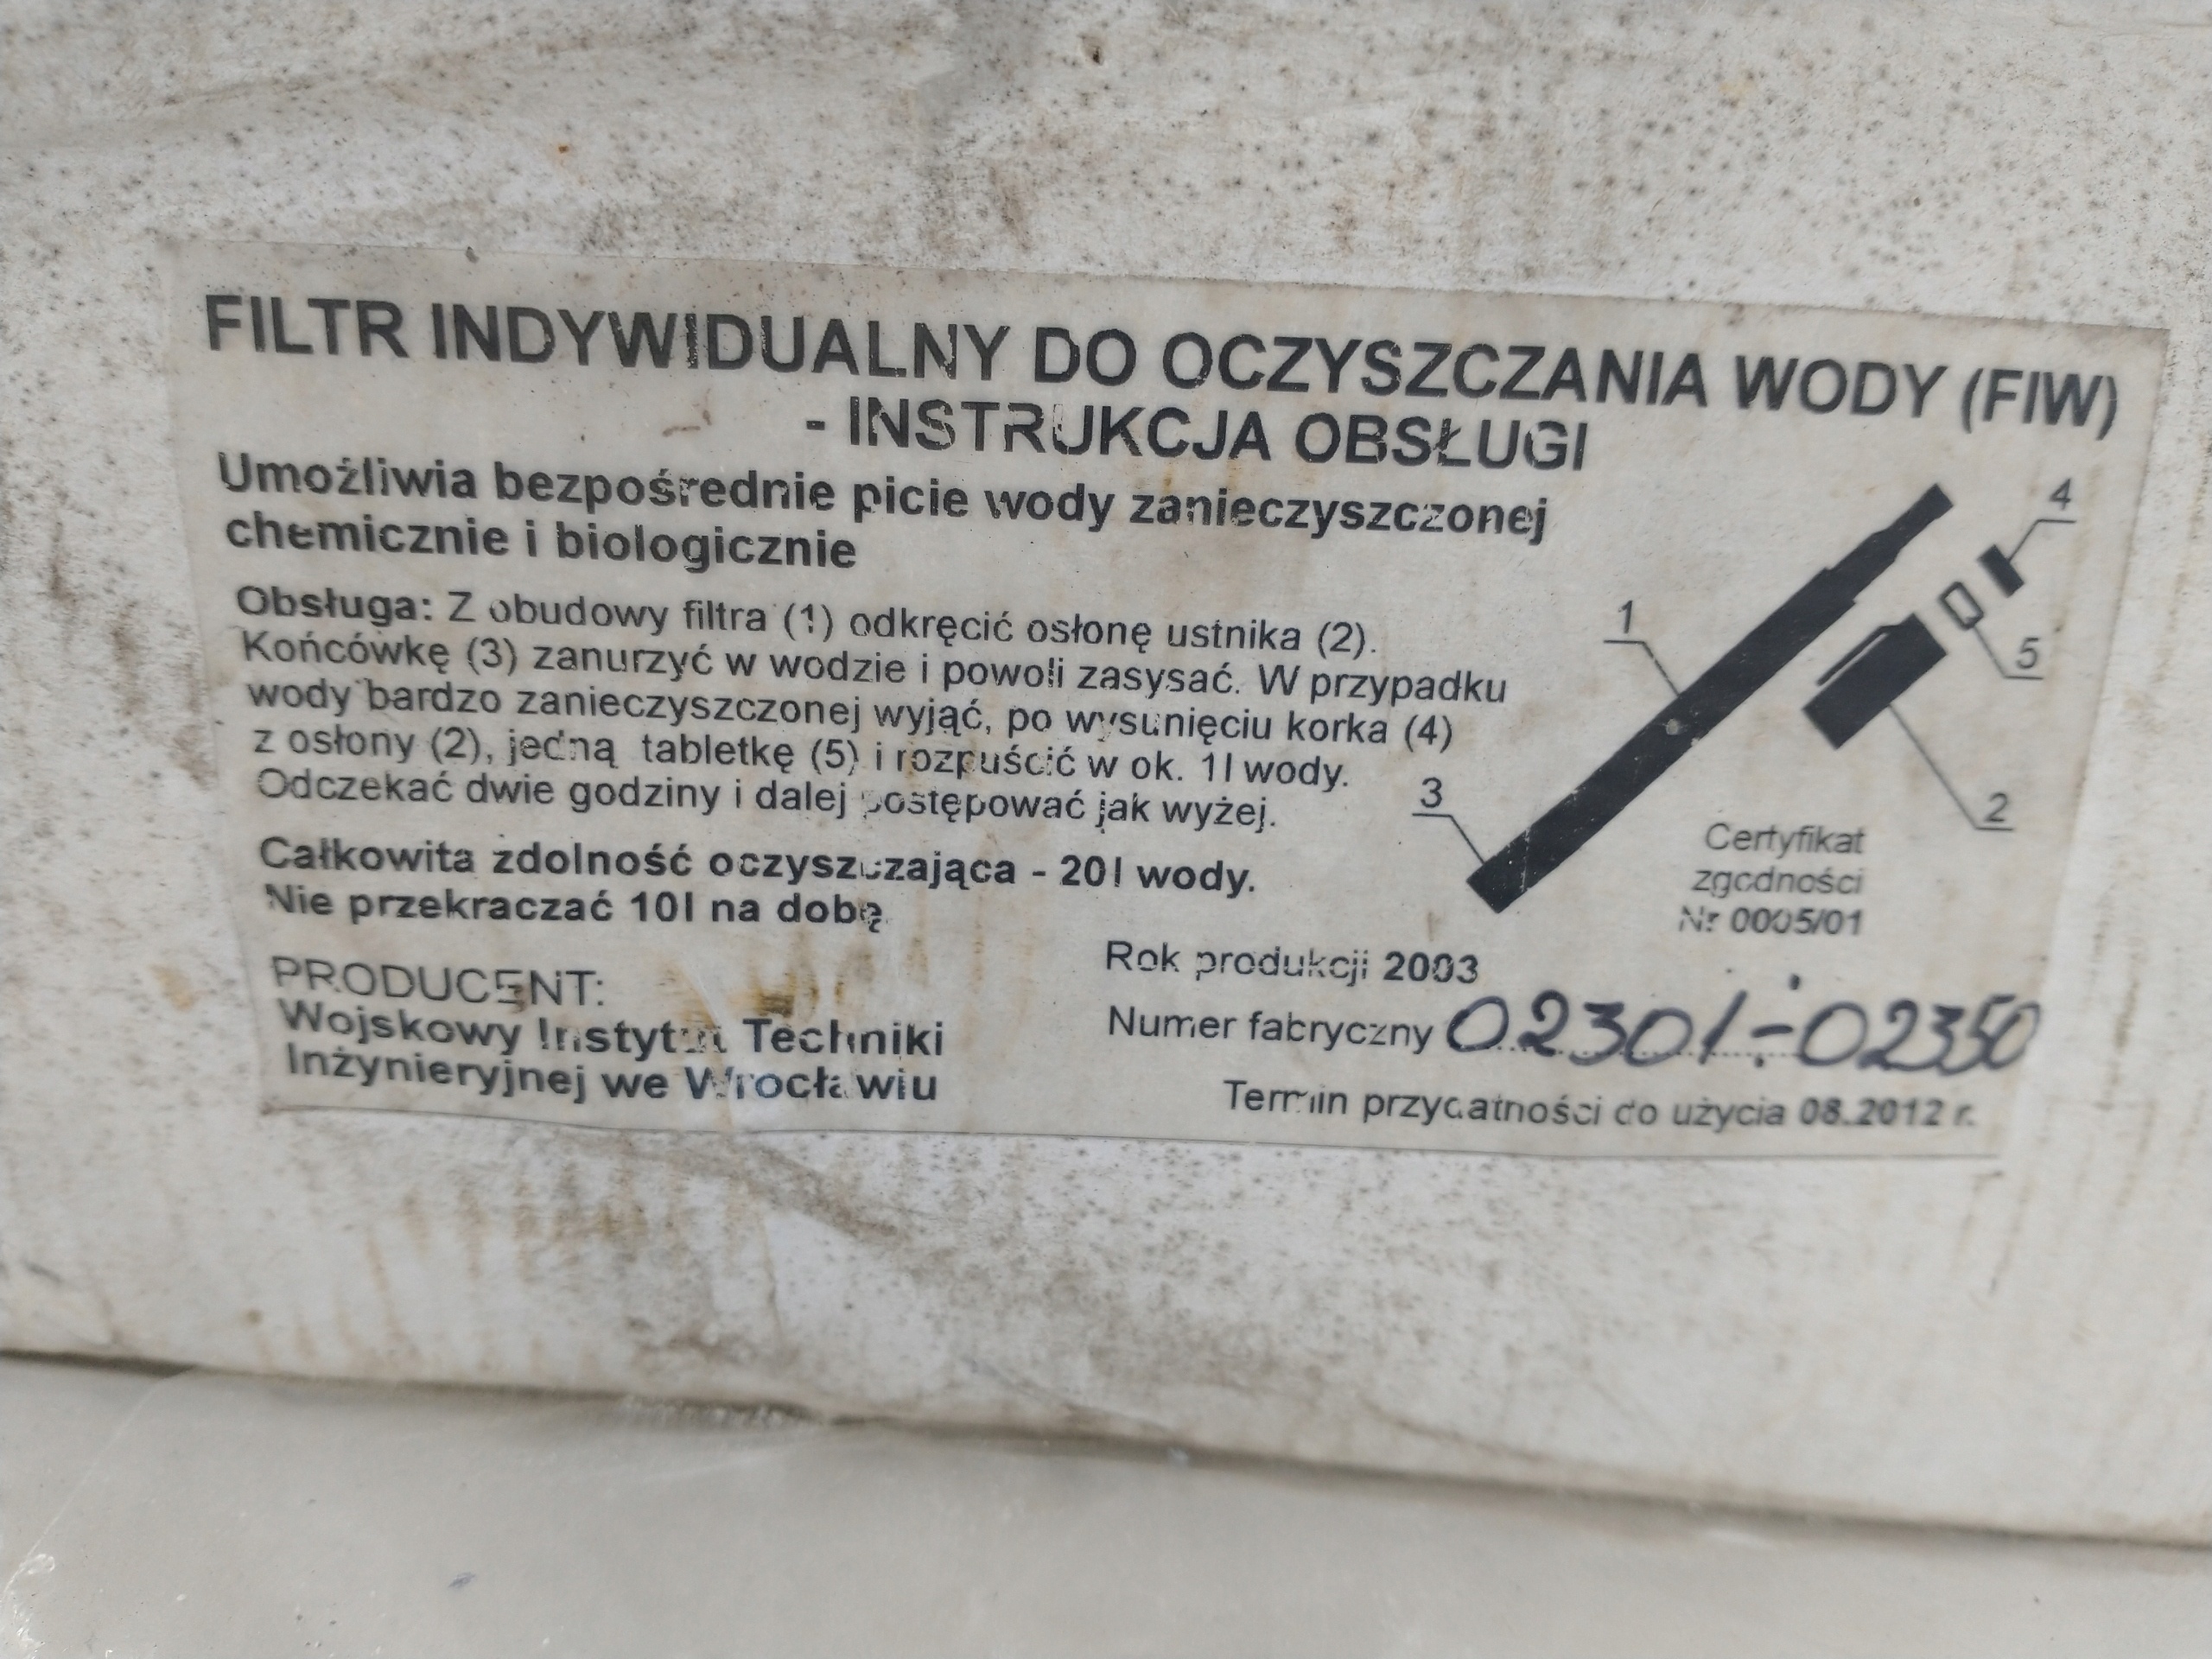 FILTR INDYWIDUALNY DO OCZYSZCZANIA WODY (FIW)
- INSTRUKCJA OBSŁUGI
Umożliwia bezpośrednie picie wody zanieczyszczonej
chemicznie i biologicznie
Obsługa: Z obudowy filtra (1) odkręcić osłonę ustnika (2).
Końcówkę (3) zanurzyć w wodzie i powoli zasysać. W przypadku
wody bardzo zanieczyszczonej wyjąć, po wysunięciu korka (4)
z osłony (2), jedną tabletkę (5) i rozpuścić w ok. 1l wody.
Odczekać dwie godziny i dalej postępować jak wyżej.
Całkowita zdolność oczyszczająca - 20l wody.
Nie przekraczać 10l na dobę
1
4
5
3
2
Certyfikat
zgodności
Nr 0005/01
PRODUCENT:
Wojskowy Instytut Techniki
Inżynieryjnej we Wrocławiu
Rok produkcji 2003
Numer fabryczny 02301-02350
Termin przydatności do użycia 08.2012 r.